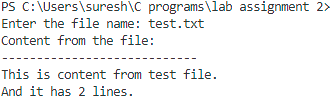 PS C:\Users\suresh\C programs\lab assignment 2>
Enter the file name: test.txt
Content from the file:
---------------------------
This is content from test file.
And it has 2 lines.